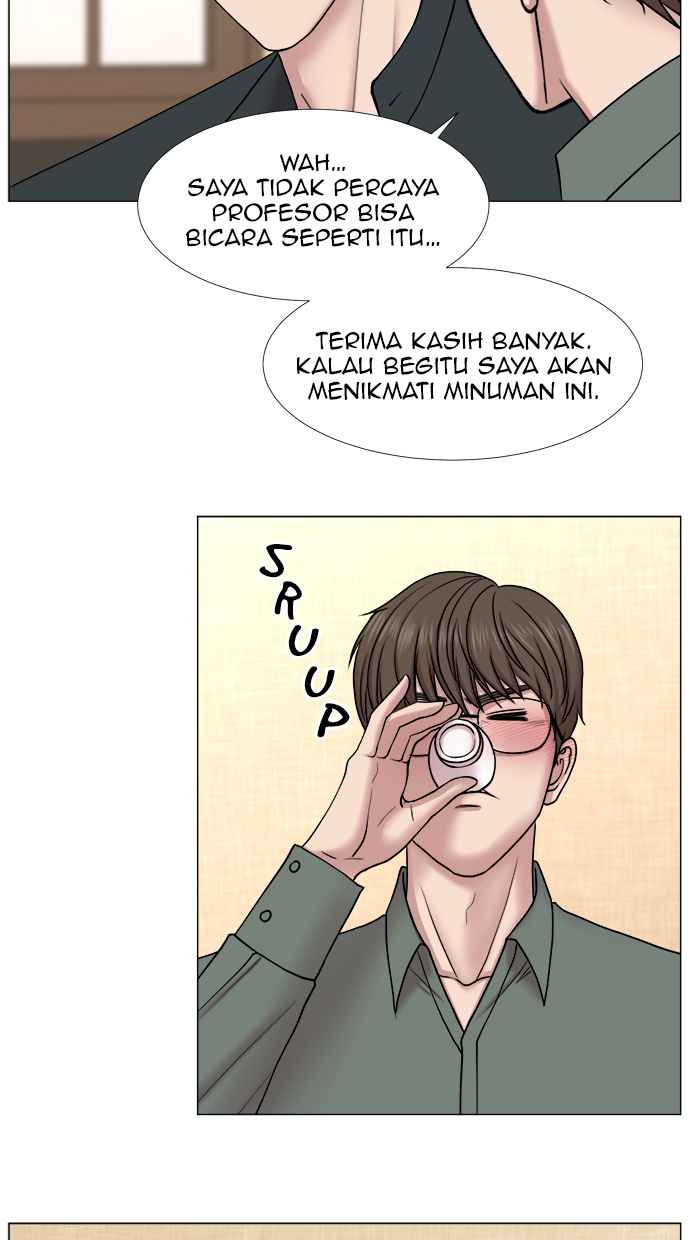 WAH...
SAYA TIDAK PERCAYA
PROFESOR BISA
BICARA SEPERTI ITU...
TERIMA KASIH BANYAK.
KALAU BEGITU SAYA AKAN
MENIKMATI MINUMAN INI.
SRUUP